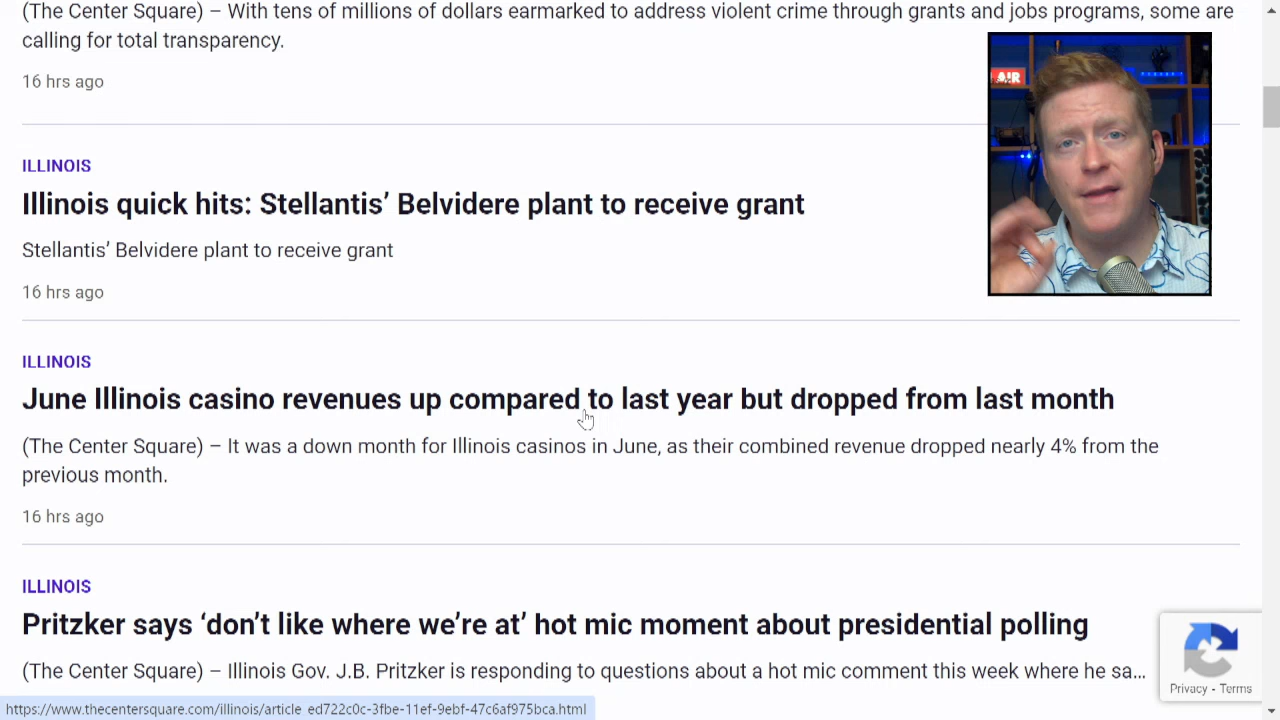 (The Center Square) – With tens of millions of dollars earmarked to address violent crime through grants and jobs programs, some are
calling for total transparency.
16 hrs ago
AIR
ILLINOIS
Illinois quick hits: Stellantis’ Belvidere plant to receive grant
Stellantis’ Belvidere plant to receive grant
16 hrs ago
ILLINOIS
June Illinois casino revenues up compared to last year but dropped from last month
(The Center Square) – It was a down month for Illinois casinos in June, as their combined revenue dropped nearly 4% from the
previous month.
16 hrs ago
ILLINOIS
Pritzker says ‘don’t like where we’re at’ hot mic moment about presidential polling
(The Center Square) – Illinois Gov. J.B. Pritzker is responding to questions about a hot mic comment this week where he sa...
Privacy - Terms
https://www.thecentersquare.com/illinois/article_ed722c0c-3fbe-11ef-9ebf-47c6af975bca.html